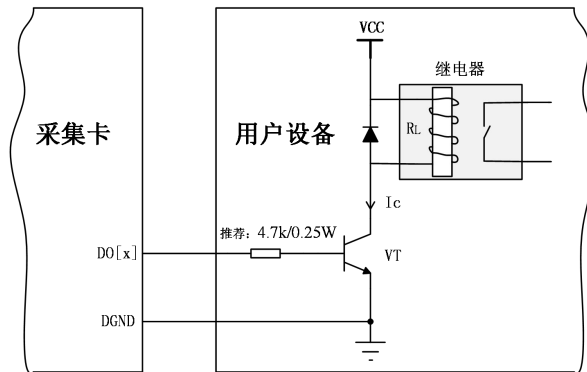 VCC
继电器
采集卡
用户设备
RL
Ic
推荐：4.7k/0.25W
DO[x]
VT
DGND